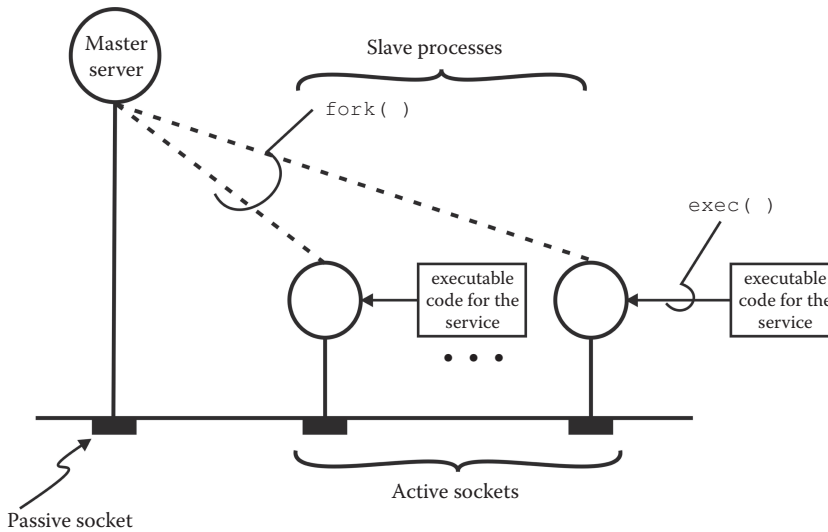 Master
server
Slave processes
fork( )
exec( )
executable
code for the
service
executable
code for the
service
Active sockets
Passive socket